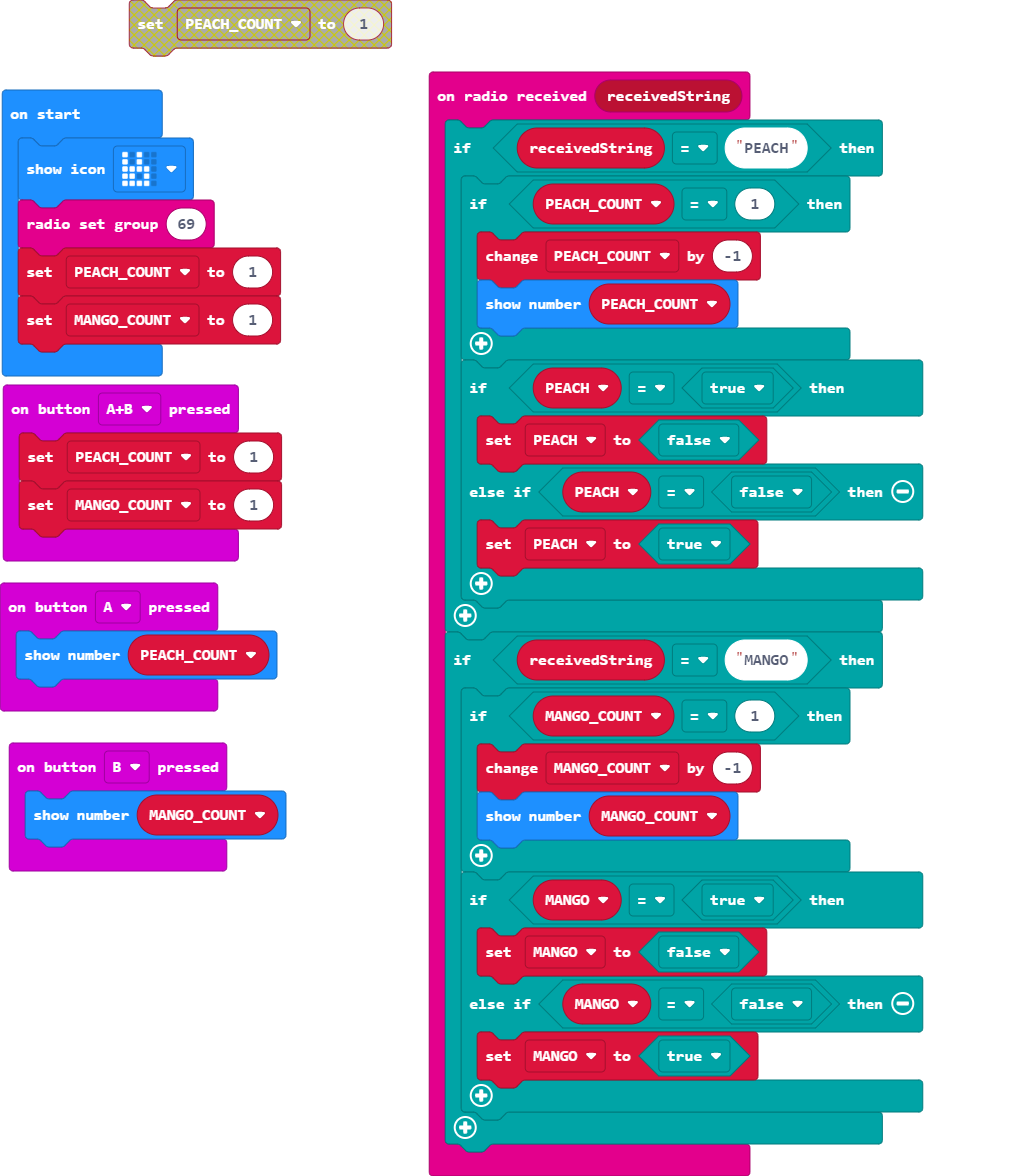 set PEACH_COUNT to 1
on start
show icon
radio set group 69
set PEACH_COUNT to 1
set MANGO_COUNT to 1
on button A+B pressed
set PEACH_COUNT to 1
set MANGO_COUNT to 1
on button A pressed
show number PEACH_COUNT
on button B pressed
show number MANGO_COUNT
on radio received receivedString
if receivedString = "PEACH" then
if PEACH_COUNT = 1 then
change PEACH_COUNT by -1
show number PEACH_COUNT
if PEACH = true then
set PEACH to false
else if PEACH = false then
set PEACH to true
if receivedString = "MANGO" then
if MANGO_COUNT = 1 then
change MANGO_COUNT by -1
show number MANGO_COUNT
if MANGO = true then
set MANGO to false
else if MANGO = false then
set MANGO to true